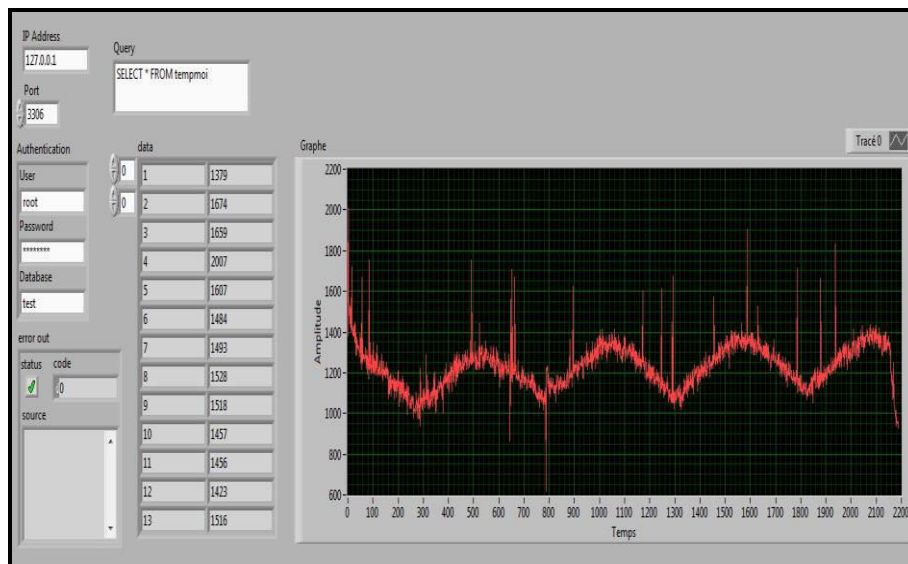 IP Address
127.0.0.1
Port
3306
Query
SELECT * FROM tempmoi
Authentication
User
root
Password
********
Database
test
error out
status code
0
source
data
0
0
1 1379
2 1674
3 1659
4 2007
5 1607
6 1484
7 1493
8 1528
9 1518
10 1457
11 1456
12 1423
13 1516
Graphe
Tracé 0
Amplitude
2200
2000
1800
1600
1400
1200
1000
800
600
0 100 200 300 400 500 600 700 800 900 1000 1100 1200 1300 1400 1500 1600 1700 1800 1900 2000 2100 2200
Temps